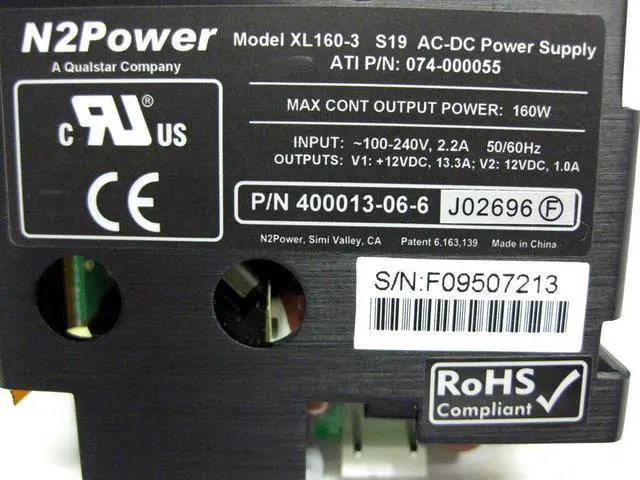 N2Power
A Qualstar Company
Model XL160-3 S19 AC-DC Power Supply
ATI P/N: 074-000055
MAX CONT OUTPUT POWER: 160W
INPUT: ~100-240V, 2.2A 50/60Hz
OUTPUTS: V1: +12VDC, 13.3A; V2: 12VDC, 1.0A
C RU® US
CE
P/N 400013-06-6 J02696 F
N2Power, Simi Valley, CA Patent 6,163,139 Made in China
S/N:F09507213
RoHS
Compliant